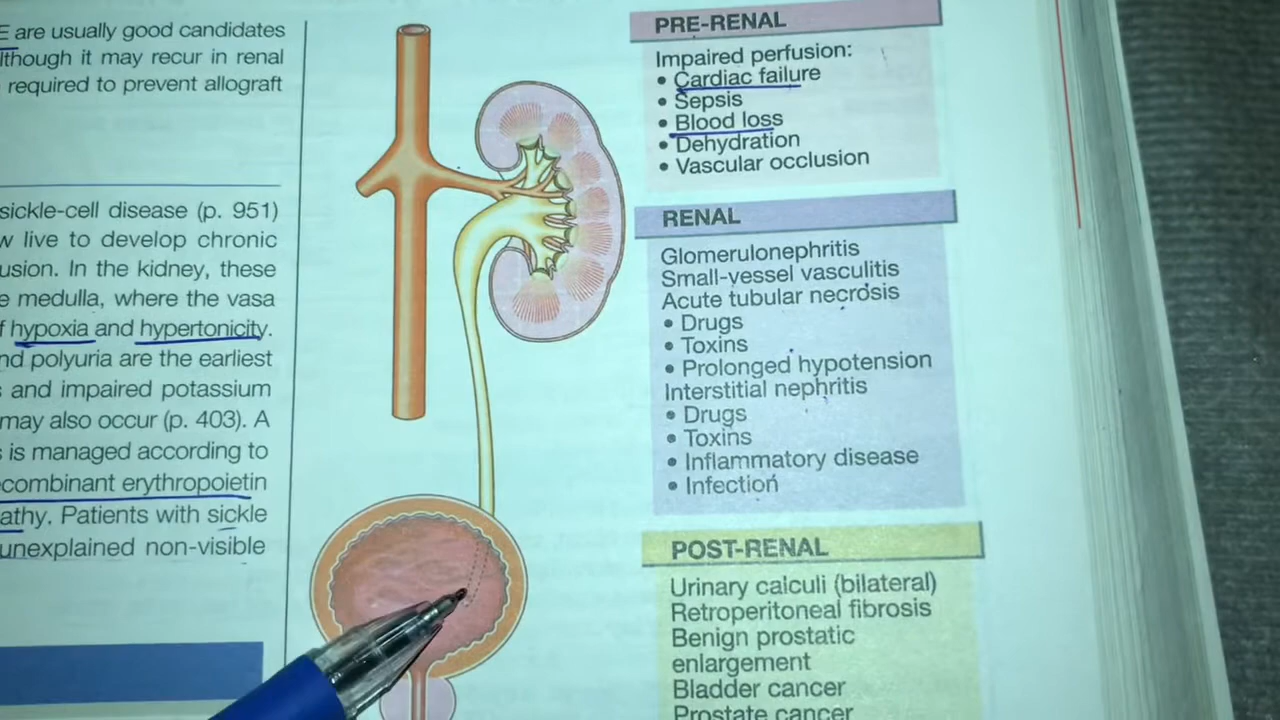 E are usually good candidates
lthough it may recur in renal
required to prevent allograft
sickle-cell disease (p. 951)
w live to develop chronic
usion. In the kidney, these
e medulla, where the vasa
f hypoxia and hypertonicity.
nd polyuria are the earliest
s and impaired potassium
may also occur (p. 403). A
s is managed according to
combinant erythropoietin
athy. Patients with sickle
unexplained non-visible
PRE-RENAL
Impaired perfusion:
• Cardiac failure
• Sepsis
• Blood loss
• Dehydration
• Vascular occlusion
RENAL
Glomerulonephritis
Small-vessel vasculitis
Acute tubular necrosis
• Drugs
• Toxins
• Prolonged hypotension
Interstitial nephritis
• Drugs
• Toxins
• Inflammatory disease
• Infection
POST-RENAL
Urinary calculi (bilateral)
Retroperitoneal fibrosis
Benign prostatic
enlargement
Bladder cancer
Prostate cancer